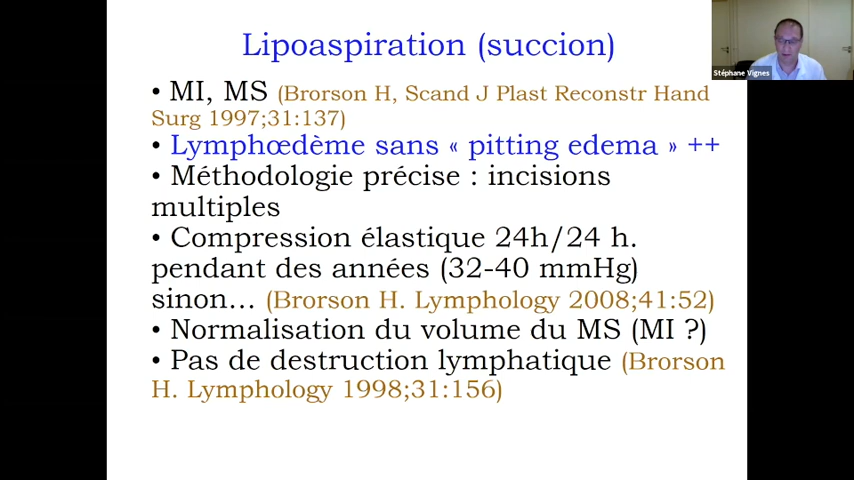 Lipoaspiration (succion)
Stéphane Vignes
• MI, MS (Brorson H, Scand J Plast Reconstr Hand
Surg 1997;31:137)
• Lymphœdème sans « pitting edema » ++
• Méthodologie précise : incisions
multiples
• Compression élastique 24h/24 h.
pendant des années (32-40 mmHg)
sinon… (Brorson H. Lymphology 2008;41:52)
• Normalisation du volume du MS (MI ?)
• Pas de destruction lymphatique (Brorson
H. Lymphology 1998;31:156)